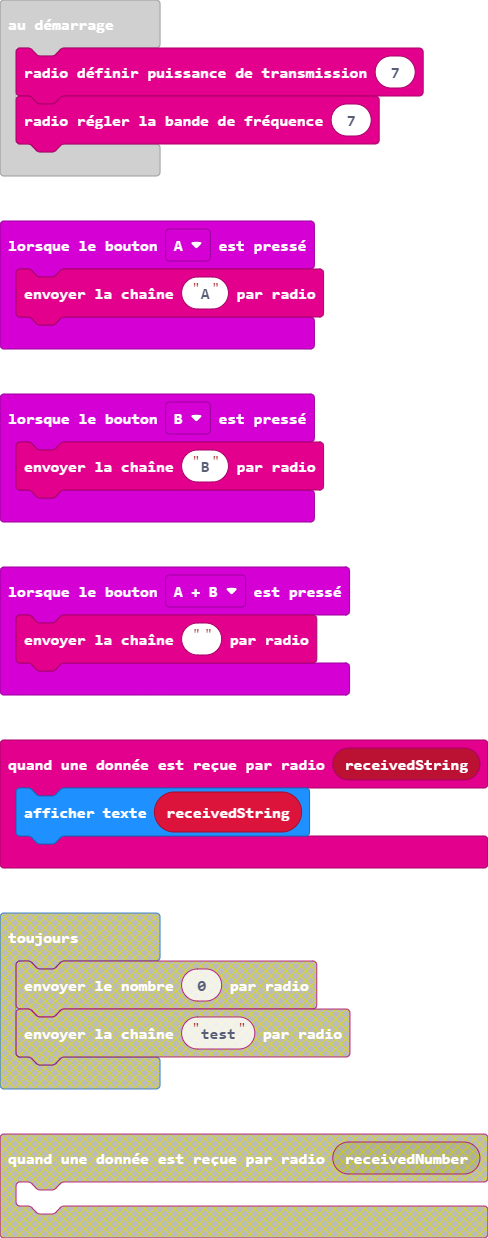 au démarrage
radio définir puissance de transmission 7
radio régler la bande de fréquence 7
lorsque le bouton A est pressé
envoyer la chaîne "A" par radio
lorsque le bouton B est pressé
envoyer la chaîne "B" par radio
lorsque le bouton A + B est pressé
envoyer la chaîne " " par radio
quand une donnée est reçue par radio receivedString
afficher texte receivedString
toujours
envoyer le nombre 0 par radio
envoyer la chaîne "test" par radio
quand une donnée est reçue par radio receivedNumber